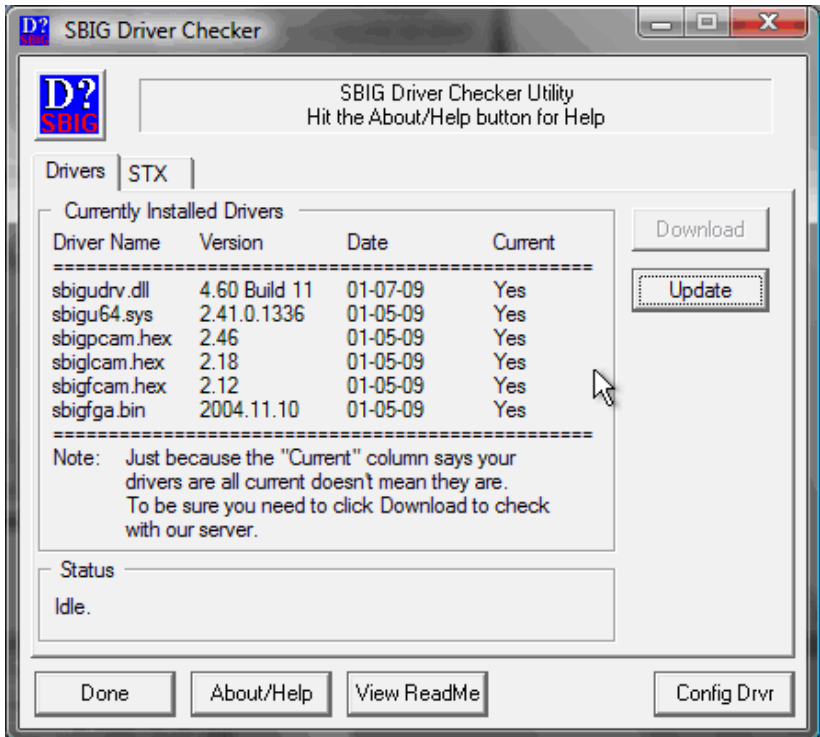 D?
SBIG
SBIG Driver Checker
D?
SBIG
SBIG Driver Checker Utility
Hit the About/Help button for Help
Drivers
STX
Currently Installed Drivers
Driver Name Version Date Current
================================================
sbigudrv.dll 4.60 Build 11 01-07-09 Yes
sbigu64.sys 2.41.0.1336 01-05-09 Yes
sbigpcam.hex 2.46 01-05-09 Yes
sbiglcam.hex 2.18 01-05-09 Yes
sbigfcam.hex 2.12 01-05-09 Yes
sbigfga.bin 2004.11.10 01-05-09 Yes
================================================
Note: Just because the "Current" column says your
drivers are all current doesn't mean they are.
To be sure you need to click Download to check
with our server.
Download
Update
Status
Idle.
Done
About/Help
View ReadMe
Config Drvr